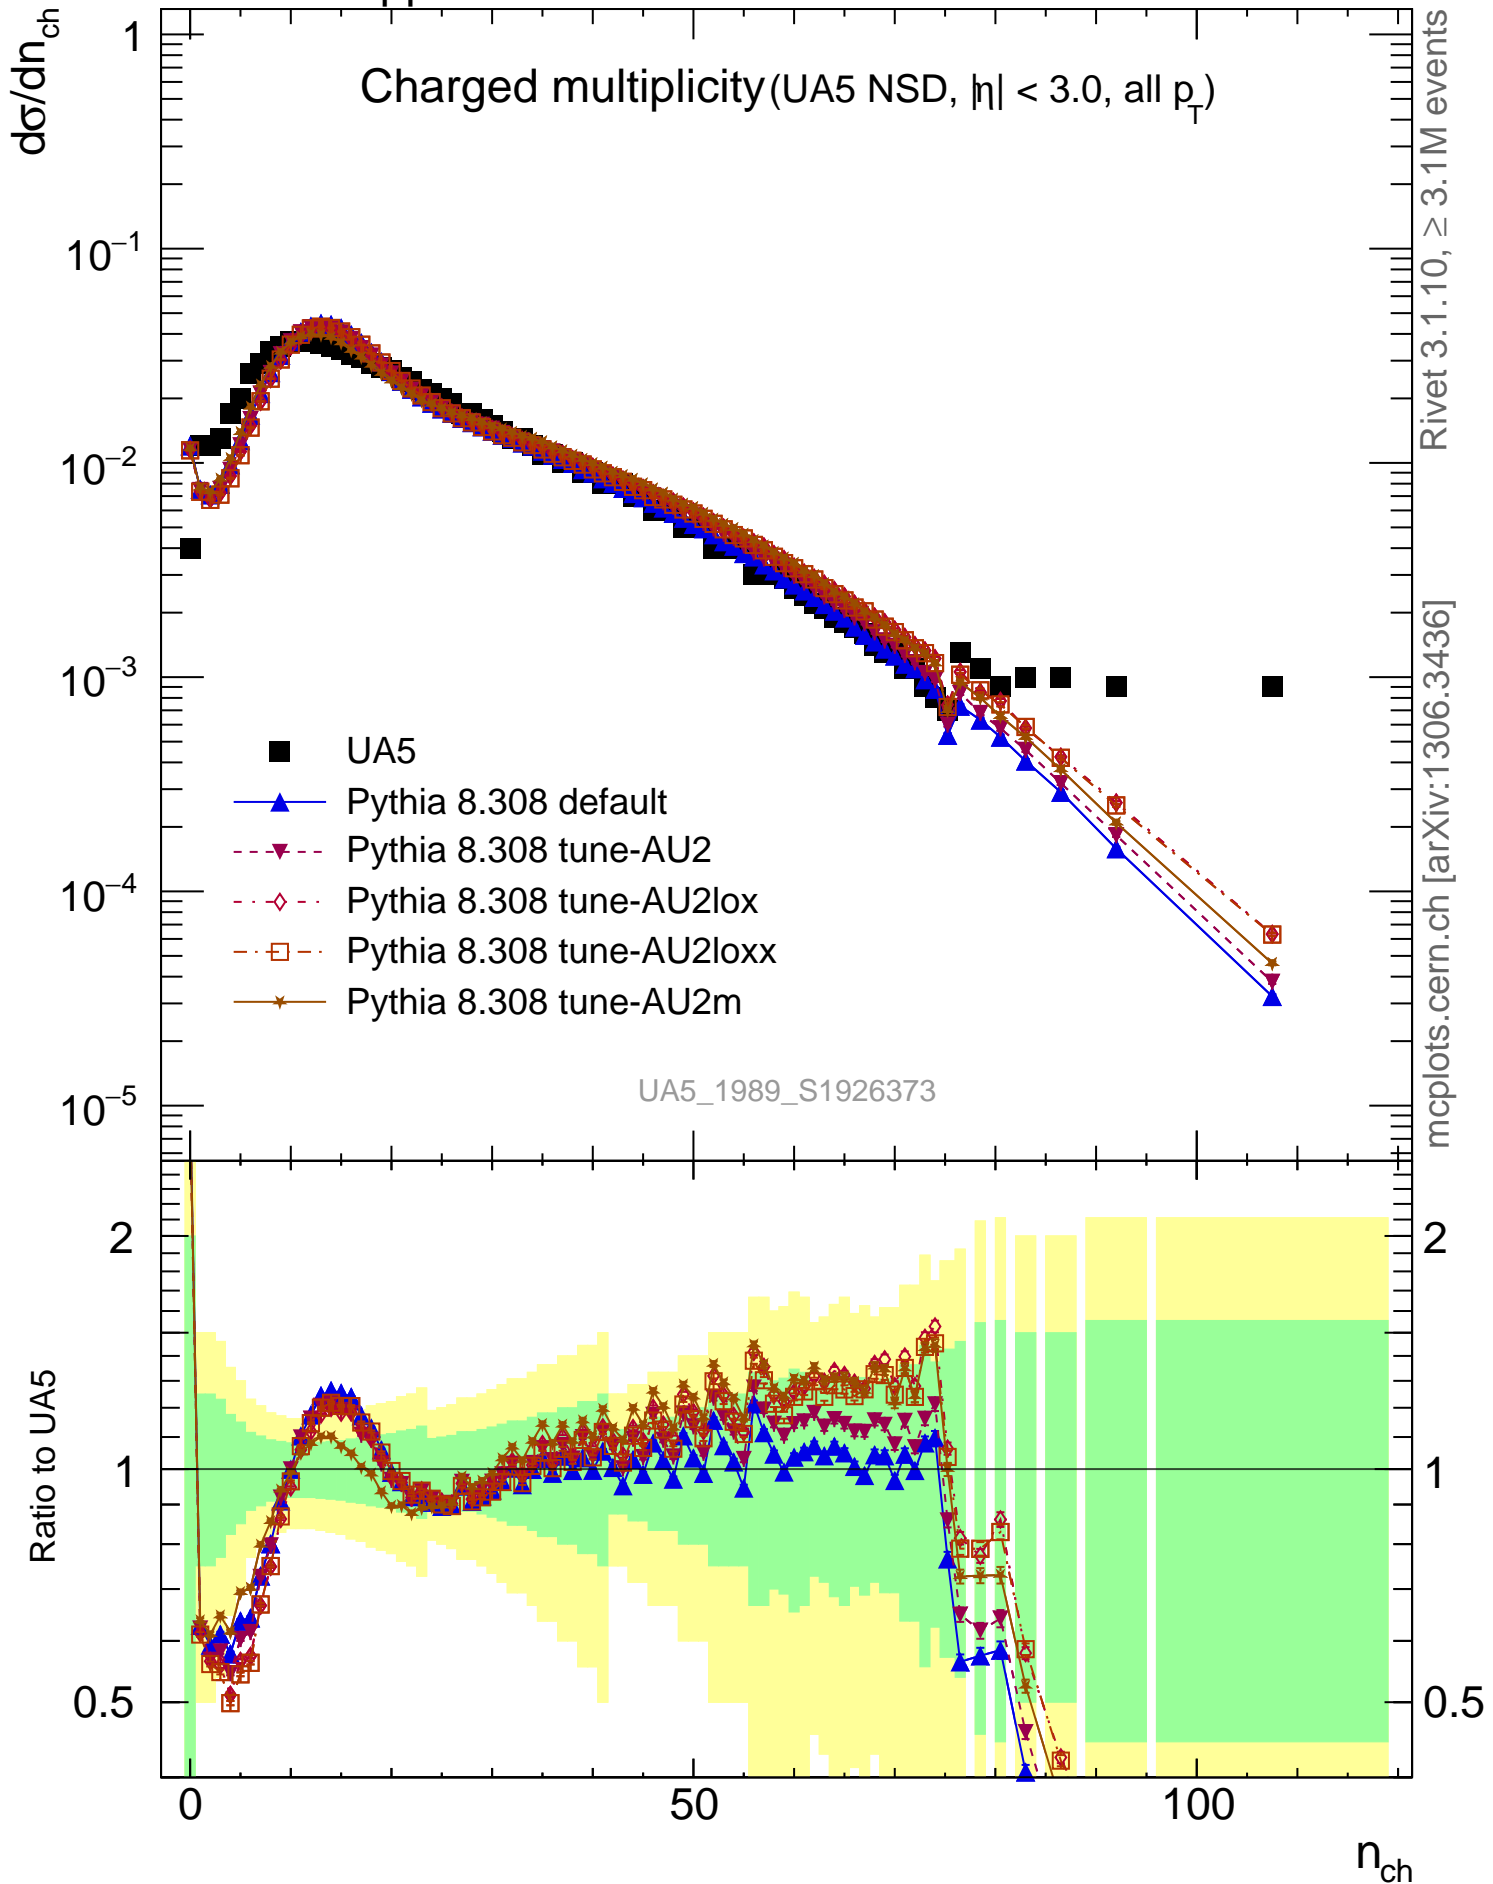 dσ/dn_ch
Charged multiplicity (UA5 NSD, |η| < 3.0, all p_T)
1
10⁻¹
10⁻²
10⁻³
10⁻⁴
10⁻⁵
UA5
Pythia 8.308 default
Pythia 8.308 tune-AU2
Pythia 8.308 tune-AU2lox
Pythia 8.308 tune-AU2loxx
Pythia 8.308 tune-AU2m
UA5_1989_S1926373
Rivet 3.1.10, ≥ 3.1M events
mcplots.cern.ch [arXiv:1306.3436]
Ratio to UA5
2
1
0.5
2
1
0.5
0
50
100
n_ch